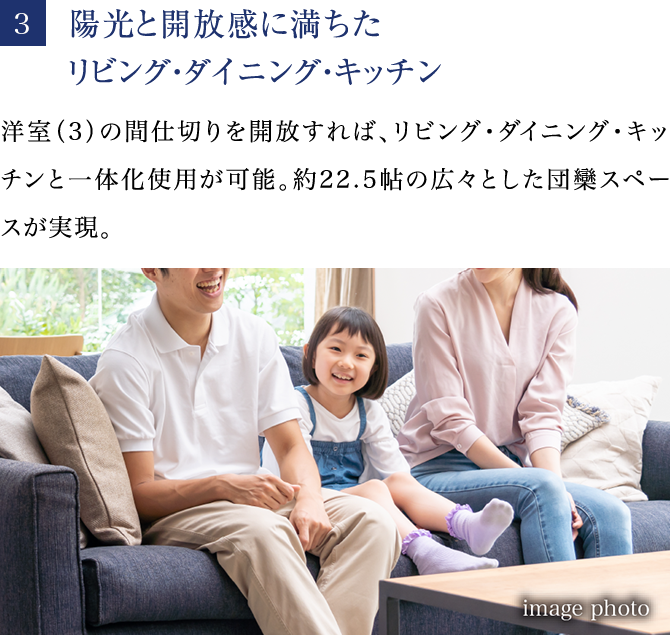 3 陽光と開放感に満ちた
リビング・ダイニング・キッチン
洋室（3）の間仕切りを開放すれば、リビング・ダイニング・キッ
チンと一体化使用が可能。約22.5帖の広々とした団欒スペー
スが実現。
image photo